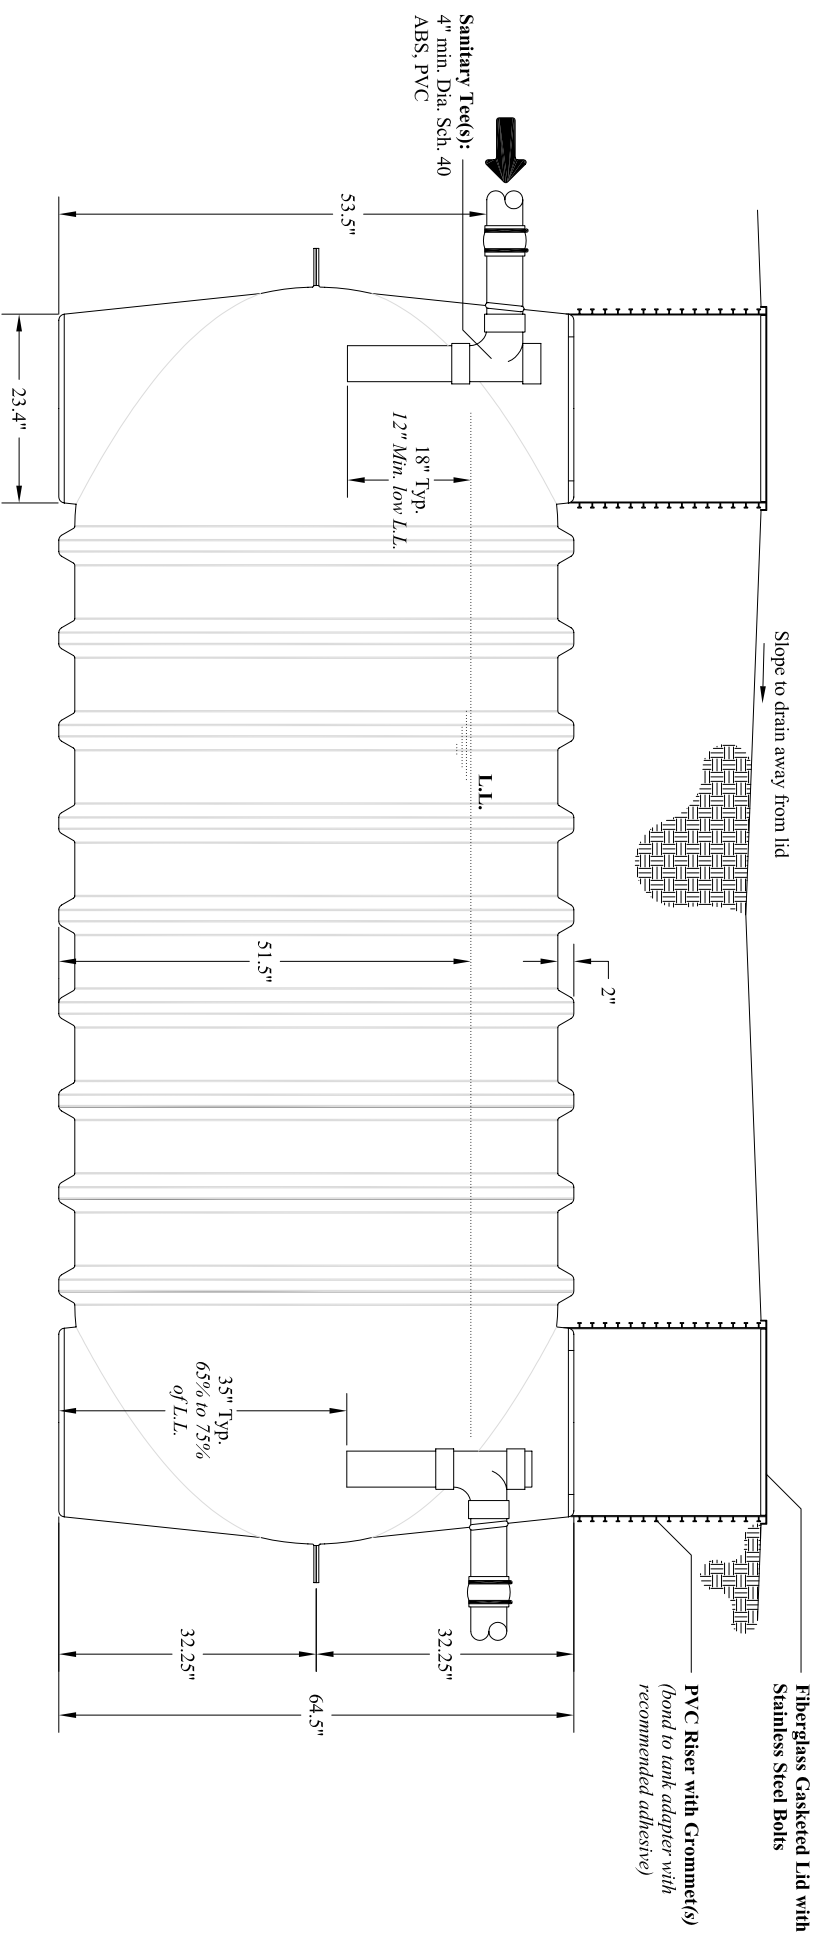 Sanitary Tee(s):
4" min. Dia. Sch. 40
ABS, PVC
Slope to drain away from lid
Fiberglass Gasketed Lid with
Stainless Steel Bolts
PVC Riser with Grommet(s)
(bond to tank adapter with
recommended adhesive)
2"
L.L.
53.5"
18" Typ.
12" Min. low L.L.
51.5"
35" Typ.
65% to 75%
of L.L.
32.25"
32.25"
64.5"
23.4"